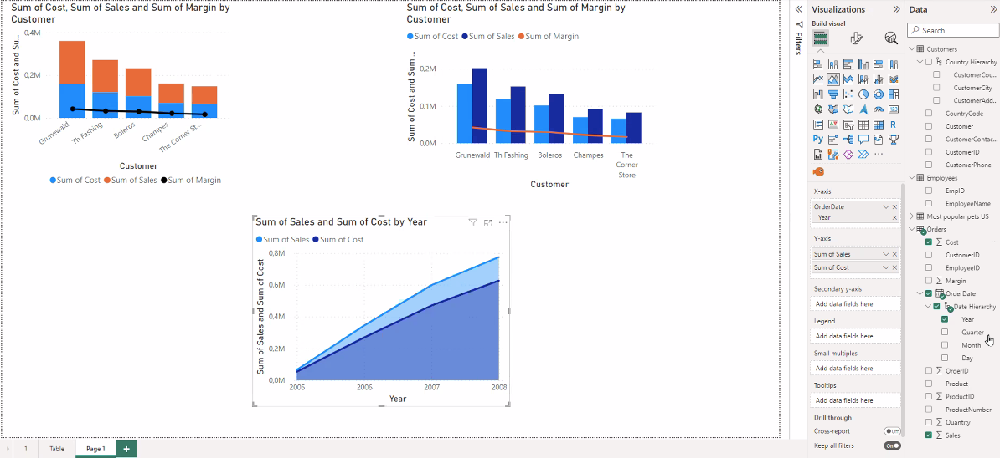 Sum of Cost, Sum of Sales and Sum of Margin by
Customer
0,4M
0,2M
0,0M
Sum of Cost and Su...
Grunewald
Th Fashing
Boleros
Champes
The Corner St...
Customer
Sum of Cost Sum of Sales Sum of Margin
Sum of Cost, Sum of Sales and Sum of Margin by
Customer
Sum of Cost Sum of Sales Sum of Margin
0,2M
0,1M
0,0M
Sum of Cost and Sum ...
Grunewald Th Fashing Boleros Champes The
Corner
Store
Customer
Sum of Sales and Sum of Cost by Year
Sum of Sales Sum of Cost
0,8M
0,6M
0,4M
0,2M
0,0M
Sum of Sales and Sum of Cost
2005 2006 2007 2008
Year
1 Table Page 1 +
Filters
Visualizations
Build visual
Py
R
123
X-axis
OrderDate
Year
Y-axis
Sum of Sales
Sum of Cost
Secondary y-axis
Add data fields here
Legend
Add data fields here
Small multiples
Add data fields here
Tooltips
Add data fields here
Drill through
Cross-report Off
Keep all filters On
Data
Search
Customers
Country Hierarchy
CustomerCou...
CustomerCity
CustomerAdd...
CountryCode
Customer
CustomerContac...
CustomerID
CustomerPhone
Employees
EmpID
EmployeeName
Most popular pets US
Orders
Cost
CustomerID
EmployeeID
Margin
OrderDate
Date Hierarchy
Year
Quarter
Month
Day
OrderID
Product
ProductID
ProductNumber
Quantity
Sales